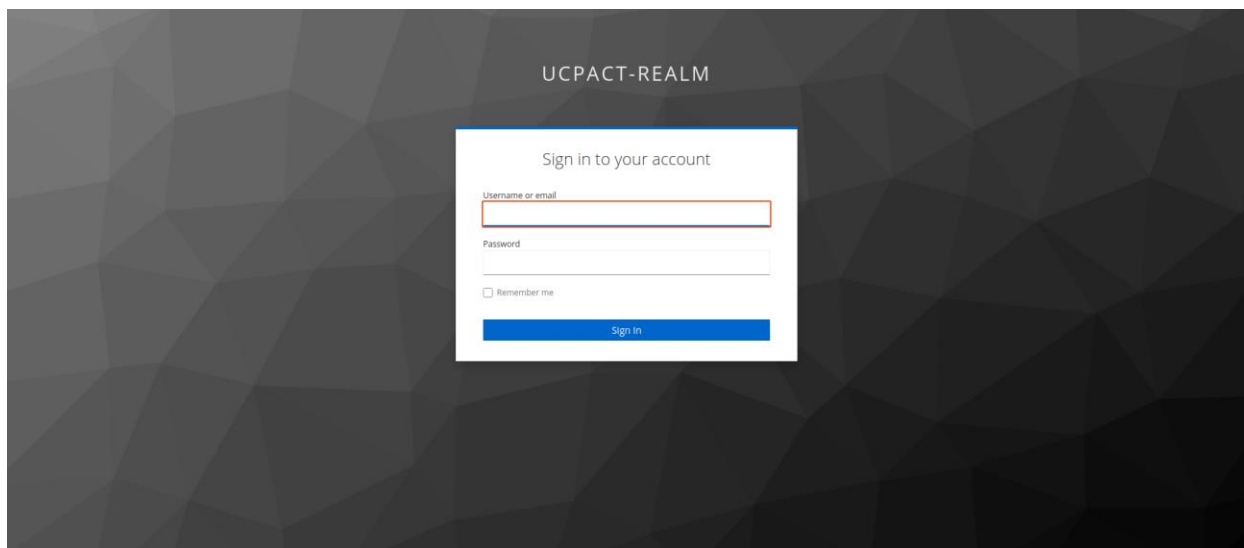 UCPACT-REALM
Sign in to your account
Username or email
Password
Remember me
Sign In